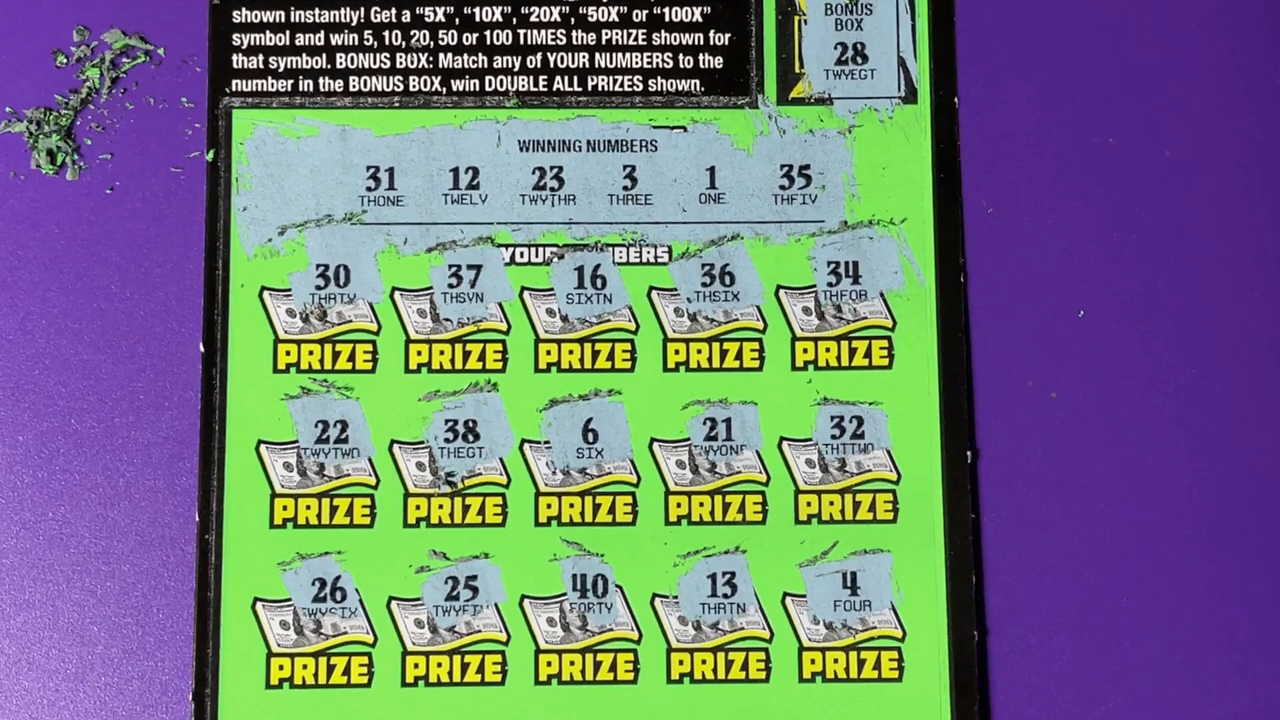 shown instantly! Get a “5X”, “10X”, “20X”, “50X” or “100X”
symbol and win 5, 10, 20, 50 or 100 TIMES the PRIZE shown for
that symbol. BONUS BOX: Match any of YOUR NUMBERS to the
number in the BONUS BOX, win DOUBLE ALL PRIZES shown.
BONUS
BOX
28
TWYEGT
WINNING NUMBERS
31 12 23 3 1 35
THONE TWELV TWYTHR THREE ONE THFIV
YOUR NUMBERS
30 37 16 36 34
THRTY THSVN SIXTN THSIX THFOR
PRIZE PRIZE PRIZE PRIZE PRIZE
22 38 6 21 32
TWYTWO THEGT SIX TWYONE THTTWO
PRIZE PRIZE PRIZE PRIZE PRIZE
26 25 40 13 4
TWYSIX TWYFIV FORTY THRTN FOUR
PRIZE PRIZE PRIZE PRIZE PRIZE